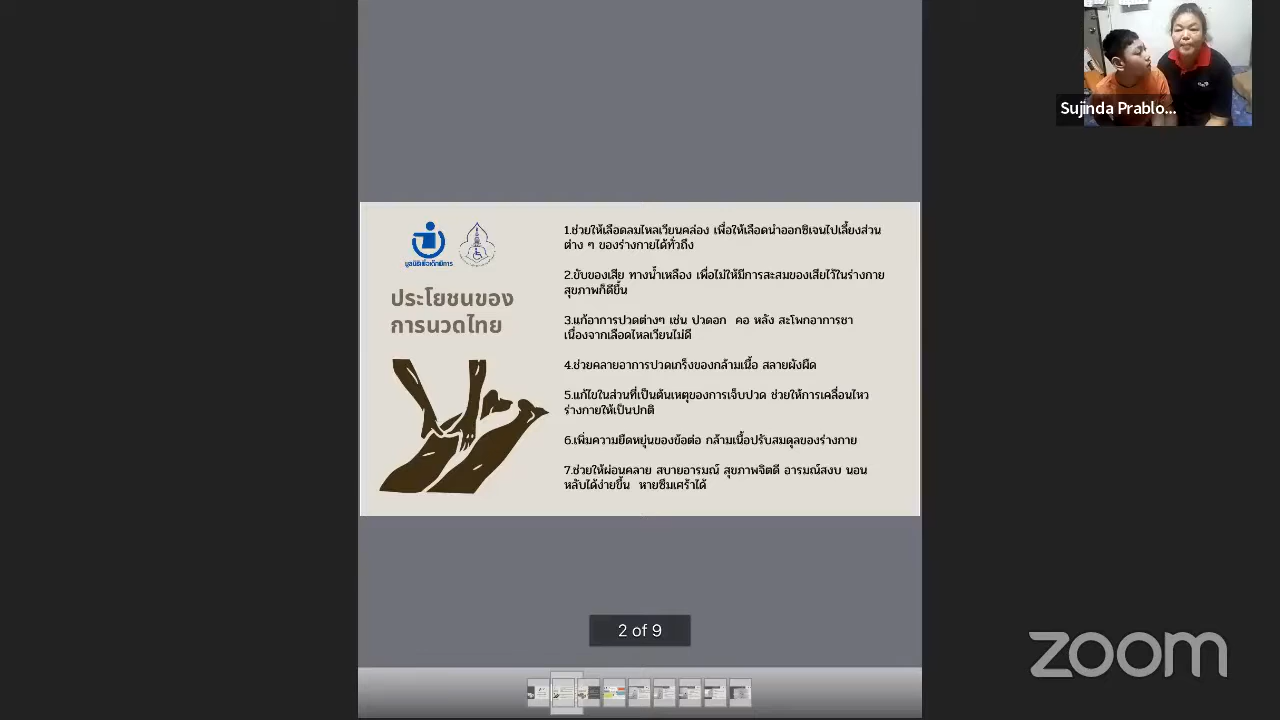 Sujinda Prablo...
มูลนิธิเพื่อเด็กพิการ
ประโยชนของ
การนวดไทย
1.ช่วยให้เลือดลมไหลเวียนคล่อง เพื่อให้เลือดนำออกซิเจนไปเลี้ยงส่วน
ต่าง ๆ ของร่างกายได้ทั่วถึง
2.ขับของเสีย ทางน้ำเหลือง เพื่อไม่ให้มีการสะสมของเสียไว้ในร่างกาย
สุขภาพก็ดีขึ้น
3.แก้อาการปวดต่างๆ เช่น ปวดอก คอ หลัง สะโพกอาการชา
เนื่องจากเลือดไหลเวียนไม่ดี
4.ช่วยคลายอาการปวดเกร็งของกล้ามเนื้อ สลายผังผืด
5.แก้ไขในส่วนที่เป็นต้นเหตุของการเจ็บปวด ช่วยให้การเคลื่อนไหว
ร่างกายให้เป็นปกติ
6.เพิ่มความยืดหยุ่นของข้อต่อ กล้ามเนื้อปรับสมดุลของร่างกาย
7.ช่วยให้ผ่อนคลาย สบายอารมณ์ สุขภาพจิตดี อารมณ์สงบ นอน
หลับได้ง่ายขึ้น หายซึมเศร้าได้
2 of 9
zoom